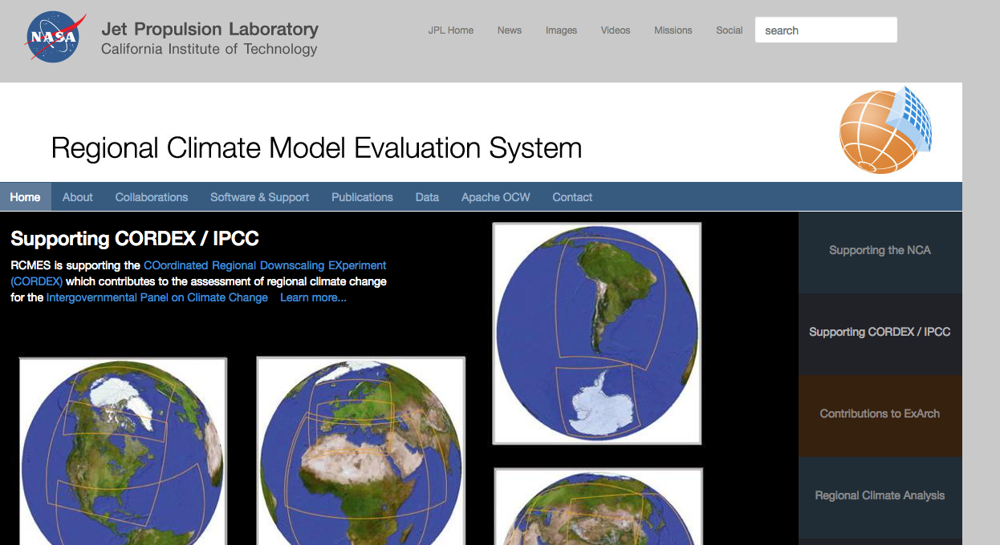 NASA
Jet Propulsion Laboratory
California Institute of Technology
JPL Home News Images Videos Missions Social search
Regional Climate Model Evaluation System
Home About Collaborations Software & Support Publications Data Apache OCW Contact
Supporting CORDEX / IPCC
RCMES is supporting the COordinated Regional Downscaling EXperiment
(CORDEX) which contributes to the assessment of regional climate change
for the Intergovernmental Panel on Climate Change Learn more...
Supporting the NCA
Supporting CORDEX / IPCC
Contributions to ExArch
Regional Climate Analysis